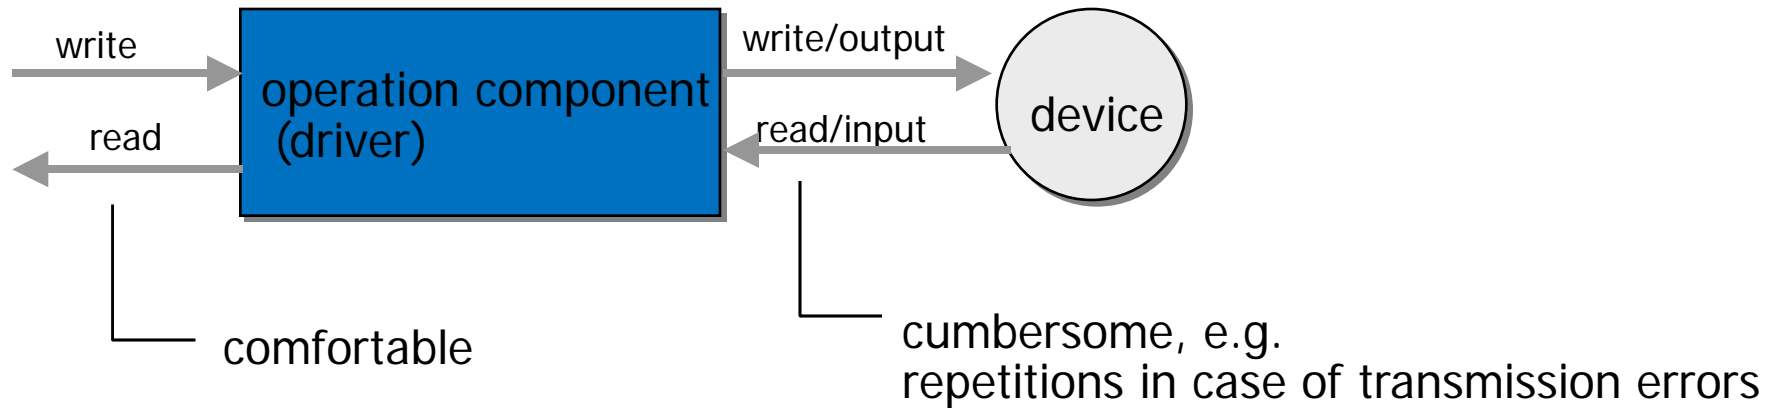 write
read
operation component
(driver)
write/output
read/input
device
comfortable
cumbersome, e.g.
repetitions in case of transmission errors